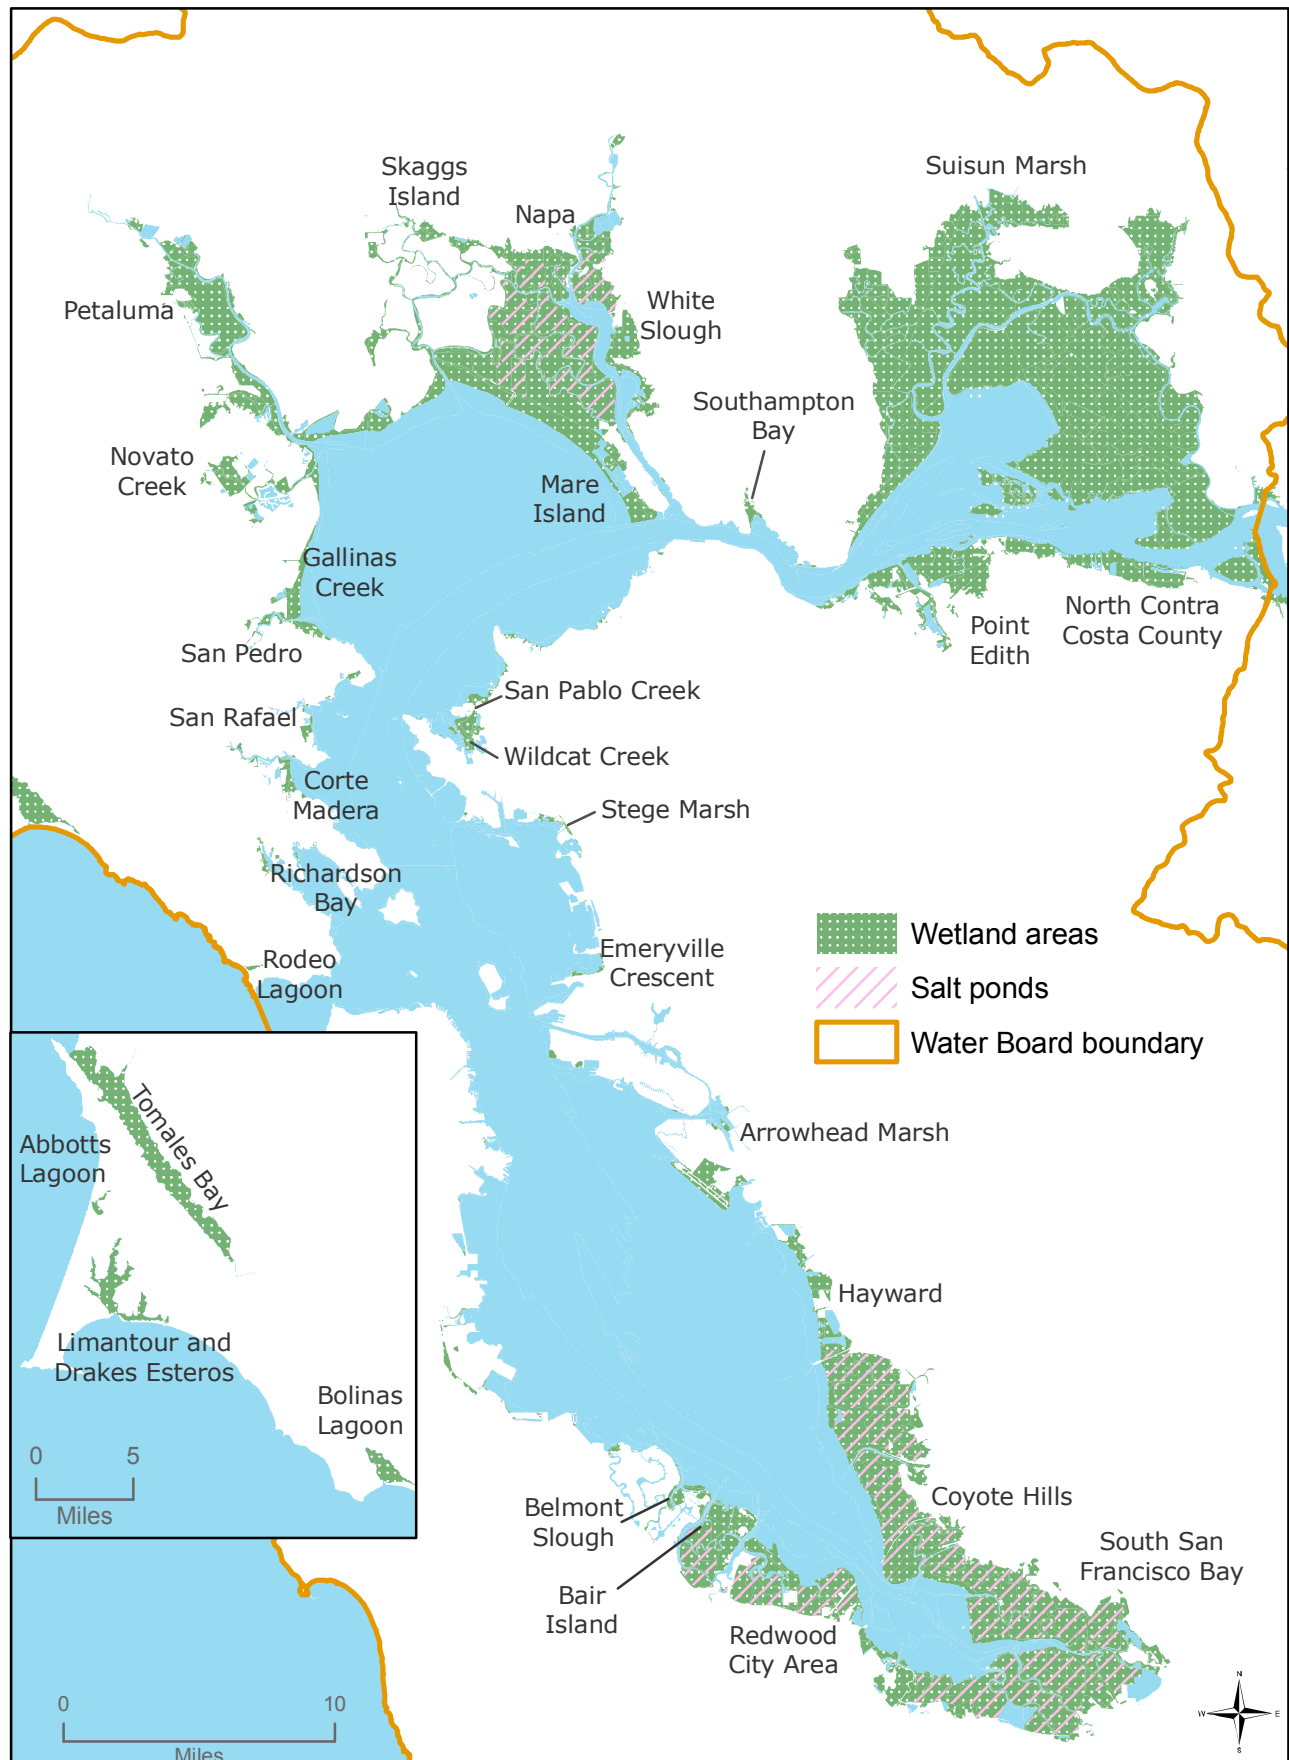 Skaggs
Island
Napa
Suisun Marsh
Petaluma
White
Slough
Southampton
Bay
Novato
Creek
Mare
Island
Gallinas
Creek
San Pedro
Point
Edith
North Contra
Costa County
San Rafael
San Pablo Creek
Wildcat Creek
Corte
Madera
Stege Marsh
Richardson
Bay
Rodeo
Lagoon
Emeryville
Crescent
Wetland areas
Salt ponds
Water Board boundary
Arrowhead Marsh
Abbotts
Lagoon
Tomales Bay
Limantour and
Drakes Esteros
Bolinas
Lagoon
0 5
Miles
Hayward
Coyote Hills
South San
Francisco Bay
Belmont
Slough
Bair
Island
Redwood
City Area
0 10
Miles
N
W E
S